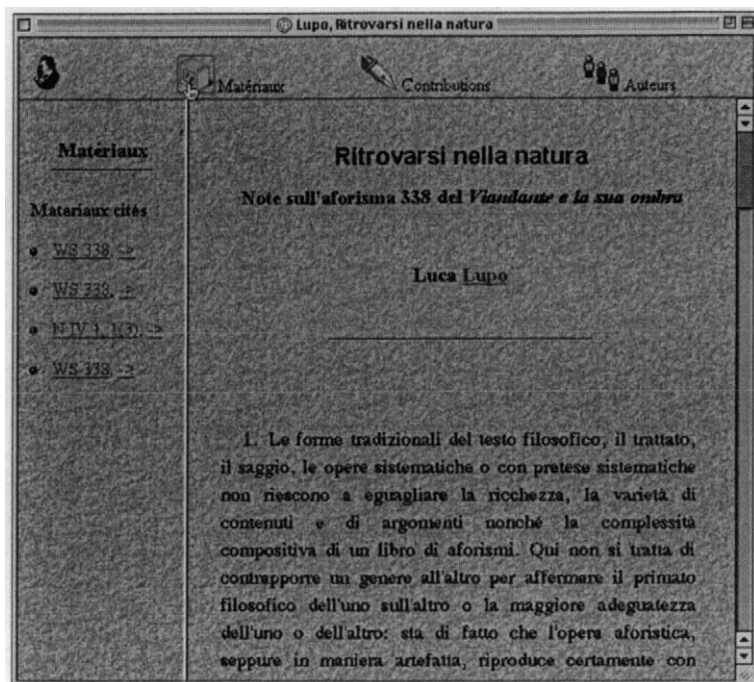 Lupo, Ritrovarsi nella natura
Matériaux
Contributions
Auteurs
Matériaux
Matériaux cités
WS 338, ->
WS 338, ->
N IV 1, 1(3), ->
WS 338, ->
Ritrovarsi nella natura
Note sull'aforisma 338 del Viandante e la sua ombra
Luca Lupo
1. Le forme tradizionali del testo filosofico, il trattato,
il saggio, le opere sistematiche o con pretese sistematiche
non riescono a eguagliare la ricchezza, la varietà di
contenuti e di argomenti nonché la complessità
compositiva di un libro di aforismi. Qui non si tratta di
contrapporre un genere all'altro per affermare il primato
filosofico dell'uno sull'altro o la maggiore adeguatezza
dell'uno o dell'altro: sta di fatto che l'opera aforistica,
seppure in maniera artefatta, riproduce certamente con